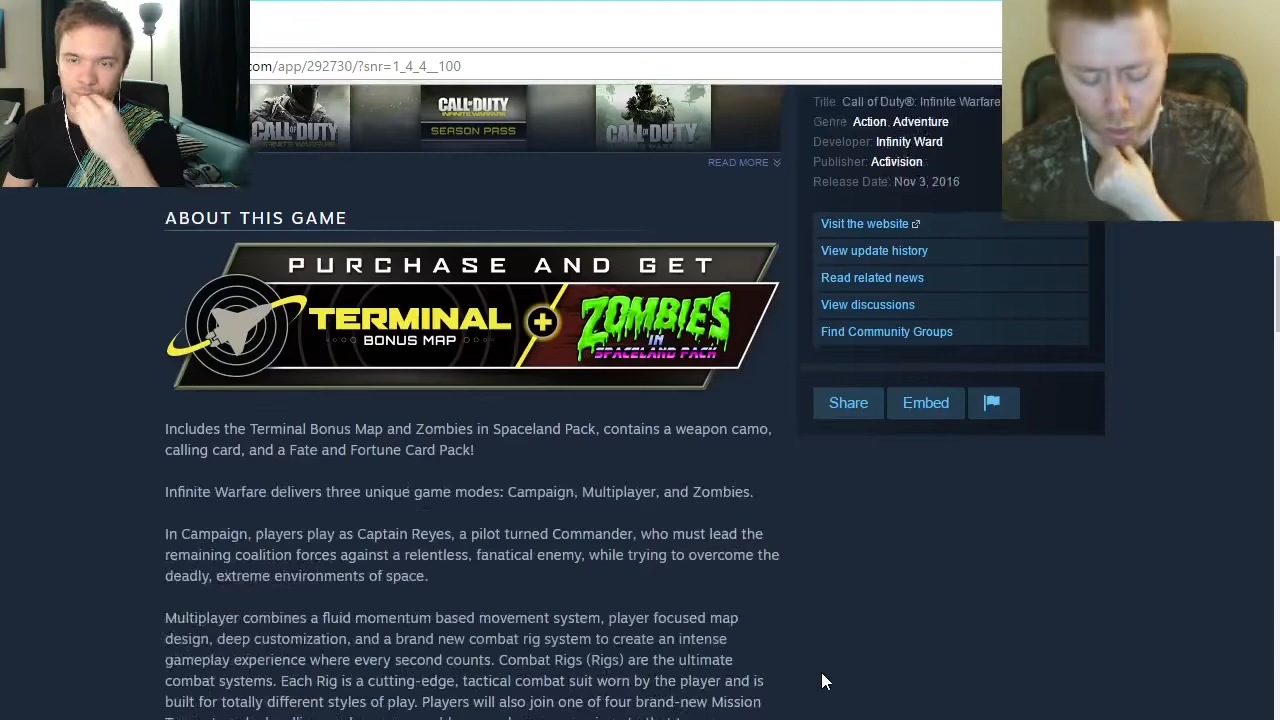 com/app/292730/?snr=1_4_4__100
CALL OF DUTY
INFINITE WARFARE
CALL OF DUTY
INFINITE WARFARE
SEASON PASS
CALL OF DUTY
READ MORE
Title: Call of Duty®: Infinite Warfare
Genre: Action, Adventure
Developer: Infinity Ward
Publisher: Activision
Release Date: Nov 3, 2016
Visit the website
View update history
Read related news
View discussions
Find Community Groups
Share
Embed
ABOUT THIS GAME
PURCHASE AND GET
TERMINAL
BONUS MAP
+
ZOMBIES
IN
SPACELAND PACK
Includes the Terminal Bonus Map and Zombies in Spaceland Pack, contains a weapon camo,
calling card, and a Fate and Fortune Card Pack!
Infinite Warfare delivers three unique game modes: Campaign, Multiplayer, and Zombies.
In Campaign, players play as Captain Reyes, a pilot turned Commander, who must lead the
remaining coalition forces against a relentless, fanatical enemy, while trying to overcome the
deadly, extreme environments of space.
Multiplayer combines a fluid momentum based movement system, player focused map
design, deep customization, and a brand new combat rig system to create an intense
gameplay experience where every second counts. Combat Rigs (Rigs) are the ultimate
combat systems. Each Rig is a cutting-edge, tactical combat suit worn by the player and is
built for totally different styles of play. Players will also join one of four brand-new Mission